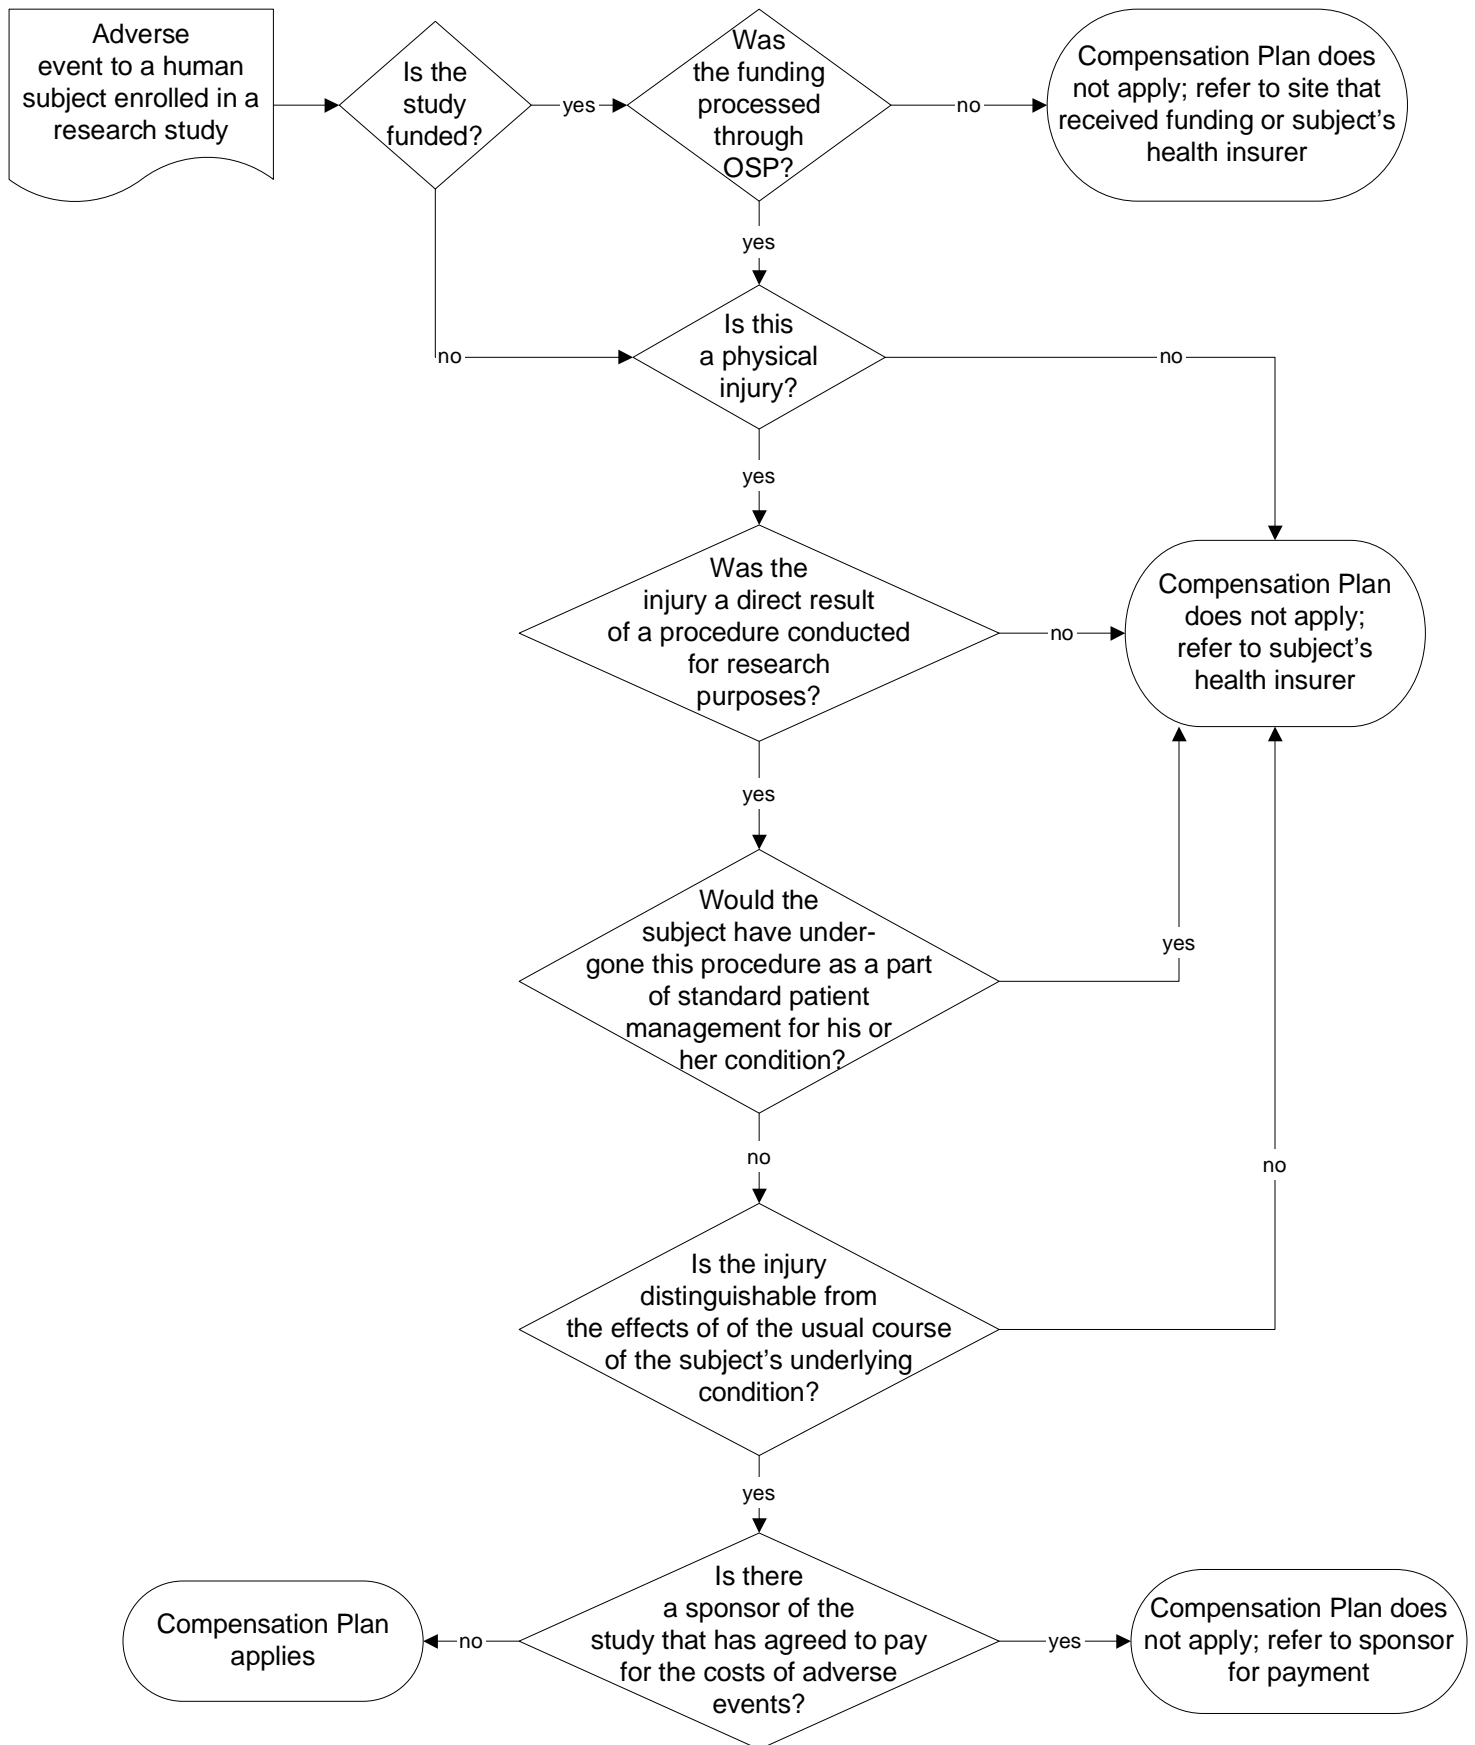 Adverse
event to a human
subject enrolled in a
research study
Is the
study
funded?
yes
Was
the funding
processed
through
OSP?
no
Compensation Plan does
not apply; refer to site that
received funding or subject’s
health insurer
yes
no
Is this
a physical
injury?
no
yes
Was the
injury a direct result
of a procedure conducted
for research
purposes?
no
Compensation Plan
does not apply;
refer to subject’s
health insurer
yes
Would the
subject have under-
gone this procedure as a part
of standard patient
management for his or
her condition?
yes
no
no
Is the injury
distinguishable from
the effects of of the usual course
of the subject’s underlying
condition?
yes
Compensation Plan
applies
no
Is there
a sponsor of the
study that has agreed to pay
for the costs of adverse
events?
yes
Compensation Plan does
not apply; refer to sponsor
for payment